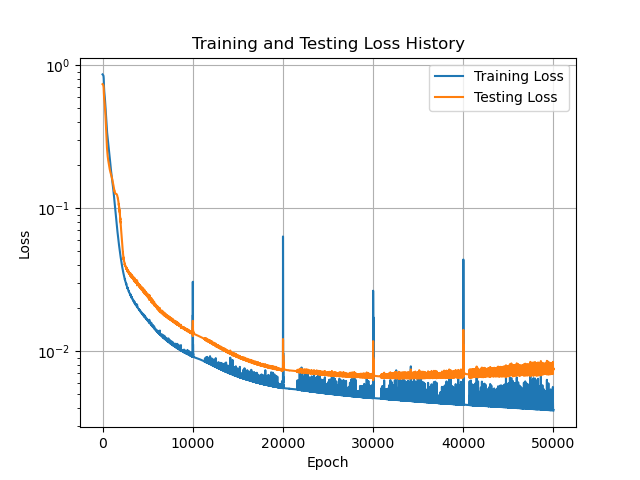 Training and Testing Loss History
Training Loss
Testing Loss
10⁰
10⁻¹
10⁻²
Loss
0
10000
20000
30000
40000
50000
Epoch